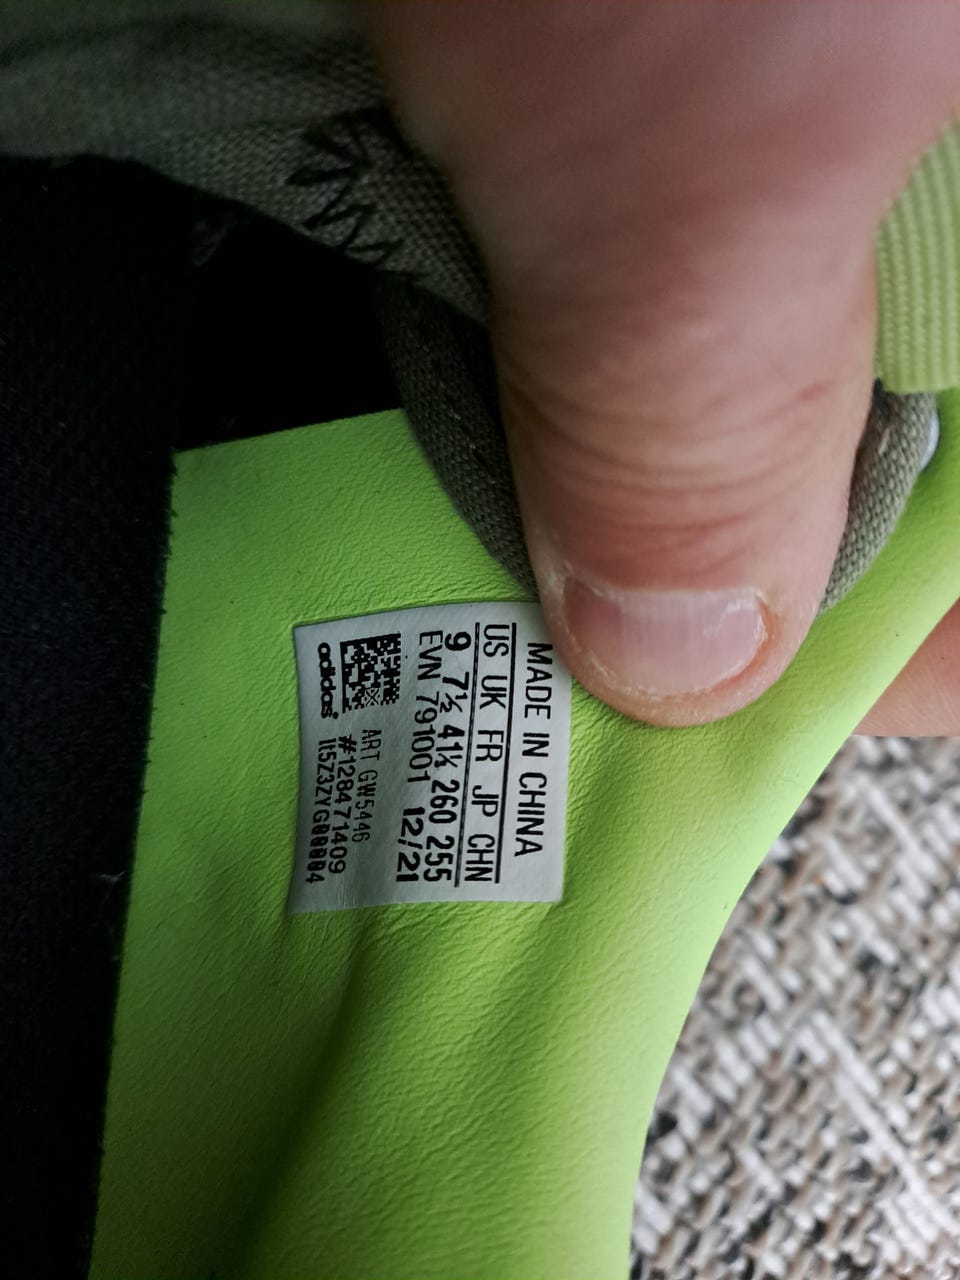 MADE IN CHINA
US UK FR JP CHN
9 7½ 41⅓ 260 255
EVN 791001 12/21
ART GW5446
#128471409
adidas